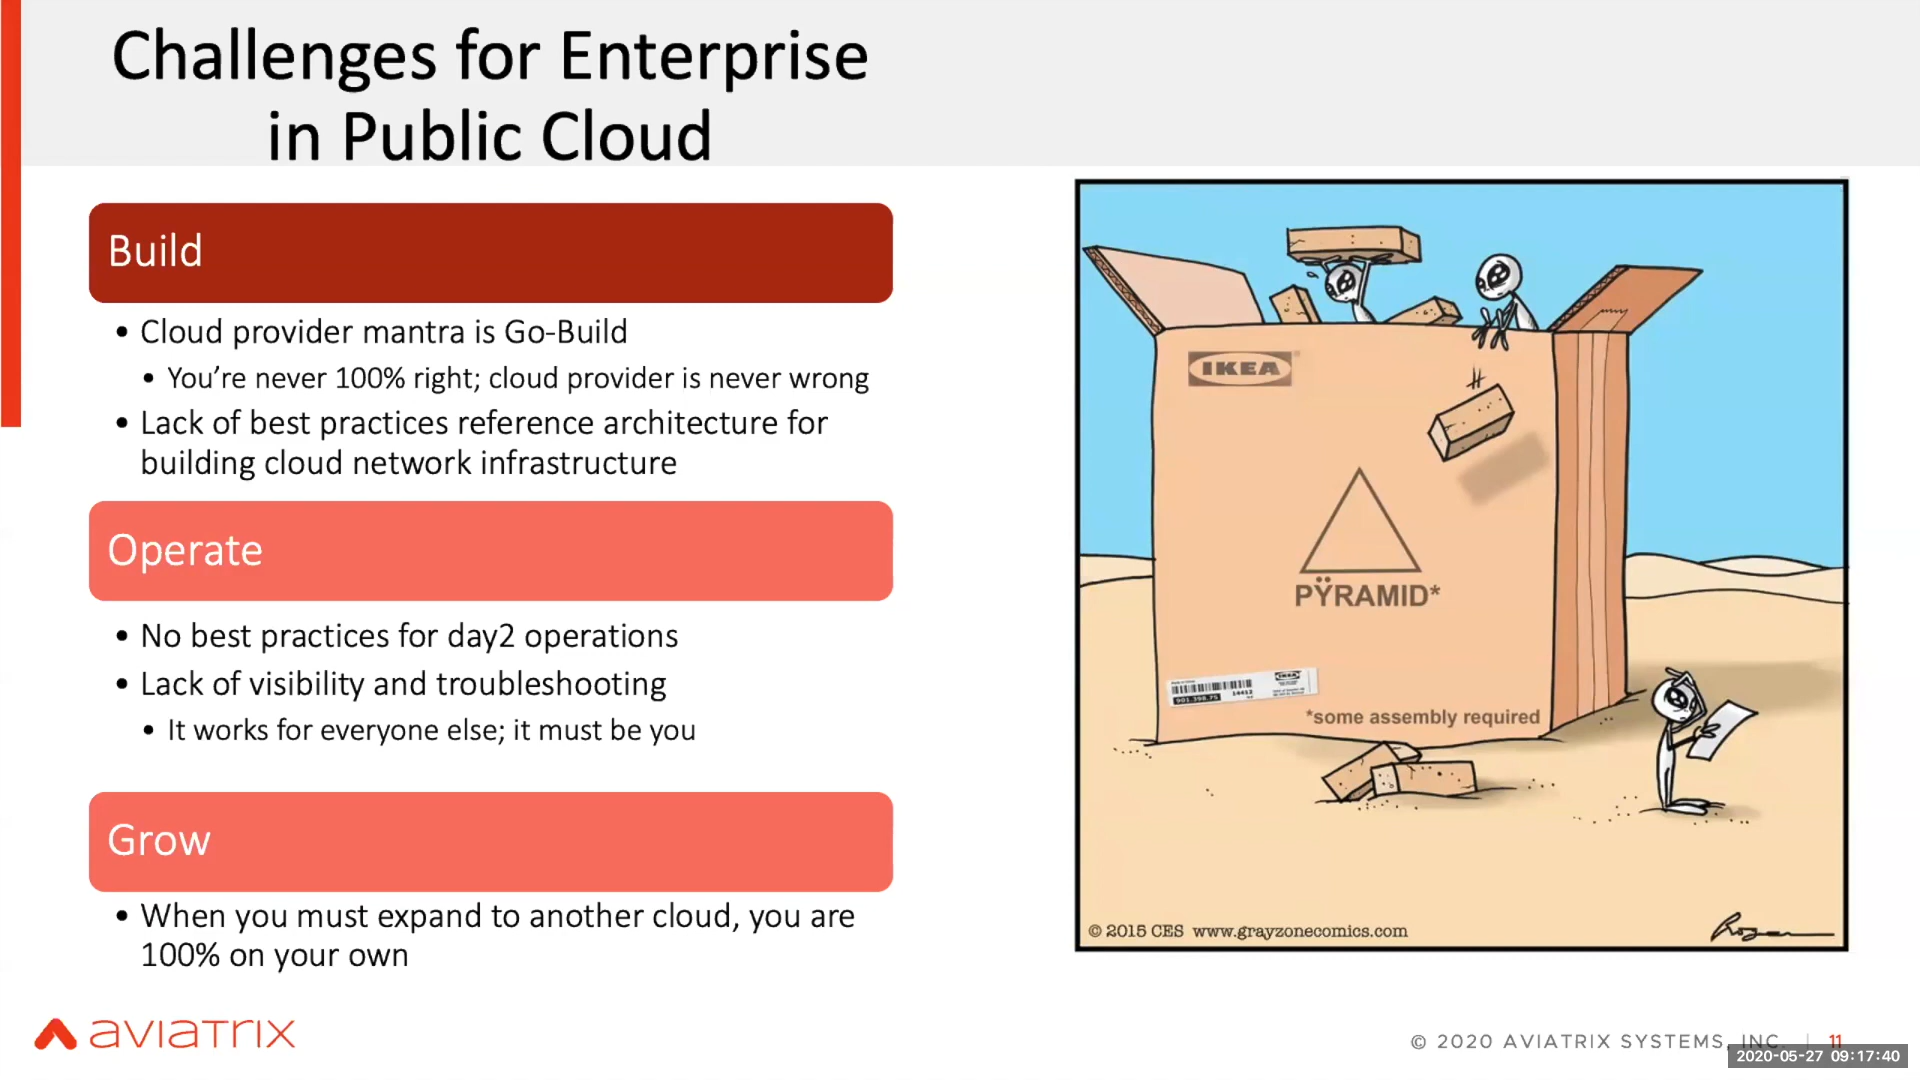 Challenges for Enterprise
in Public Cloud
Build
• Cloud provider mantra is Go-Build
• You're never 100% right; cloud provider is never wrong
• Lack of best practices reference architecture for
building cloud network infrastructure
Operate
• No best practices for day2 operations
• Lack of visibility and troubleshooting
• It works for everyone else; it must be you
Grow
• When you must expand to another cloud, you are
100% on your own
IKEA
PŸRAMID*
IKEA
*some assembly required
© 2015 CES www.grayzonecomics.com
AVIATRIX
© 2020 AVIATRIX SYSTEMS, INC. | 11
2020-05-27 09:17:40